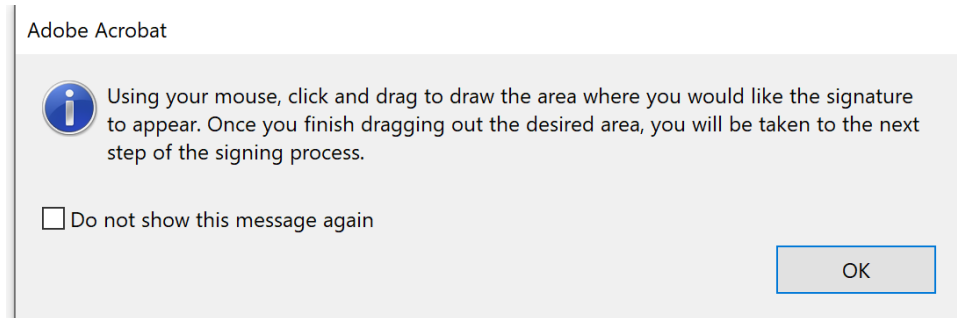 Adobe Acrobat
Using your mouse, click and drag to draw the area where you would like the signature
to appear. Once you finish dragging out the desired area, you will be taken to the next
step of the signing process.
Do not show this message again
OK